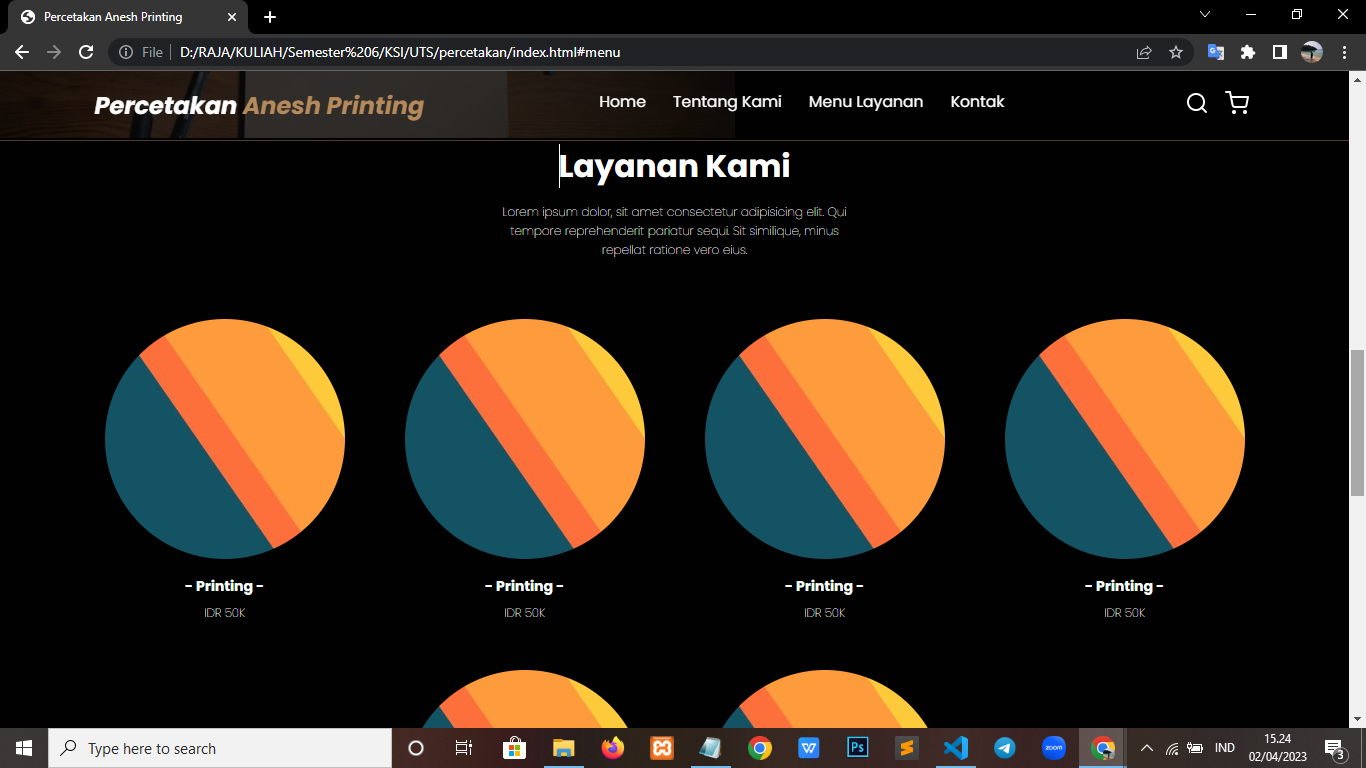 Percetakan Anesh Printing
File
D:/RAJA/KULIAH/Semester%206/KSI/UTS/percetakan/index.html#menu
Percetakan Anesh Printing
Home
Tentang Kami
Menu Layanan
Kontak
Layanan Kami
Lorem ipsum dolor, sit amet consectetur adipisicing elit. Qui
tempore reprehenderit pariatur sequi. Sit similique, minus
repellat ratione vero eius.
- Printing -
- Printing -
- Printing -
- Printing -
IDR 50K
IDR 50K
IDR 50K
IDR 50K
Type here to search
Ps
zoom
IND
15.24
02/04/2023
3